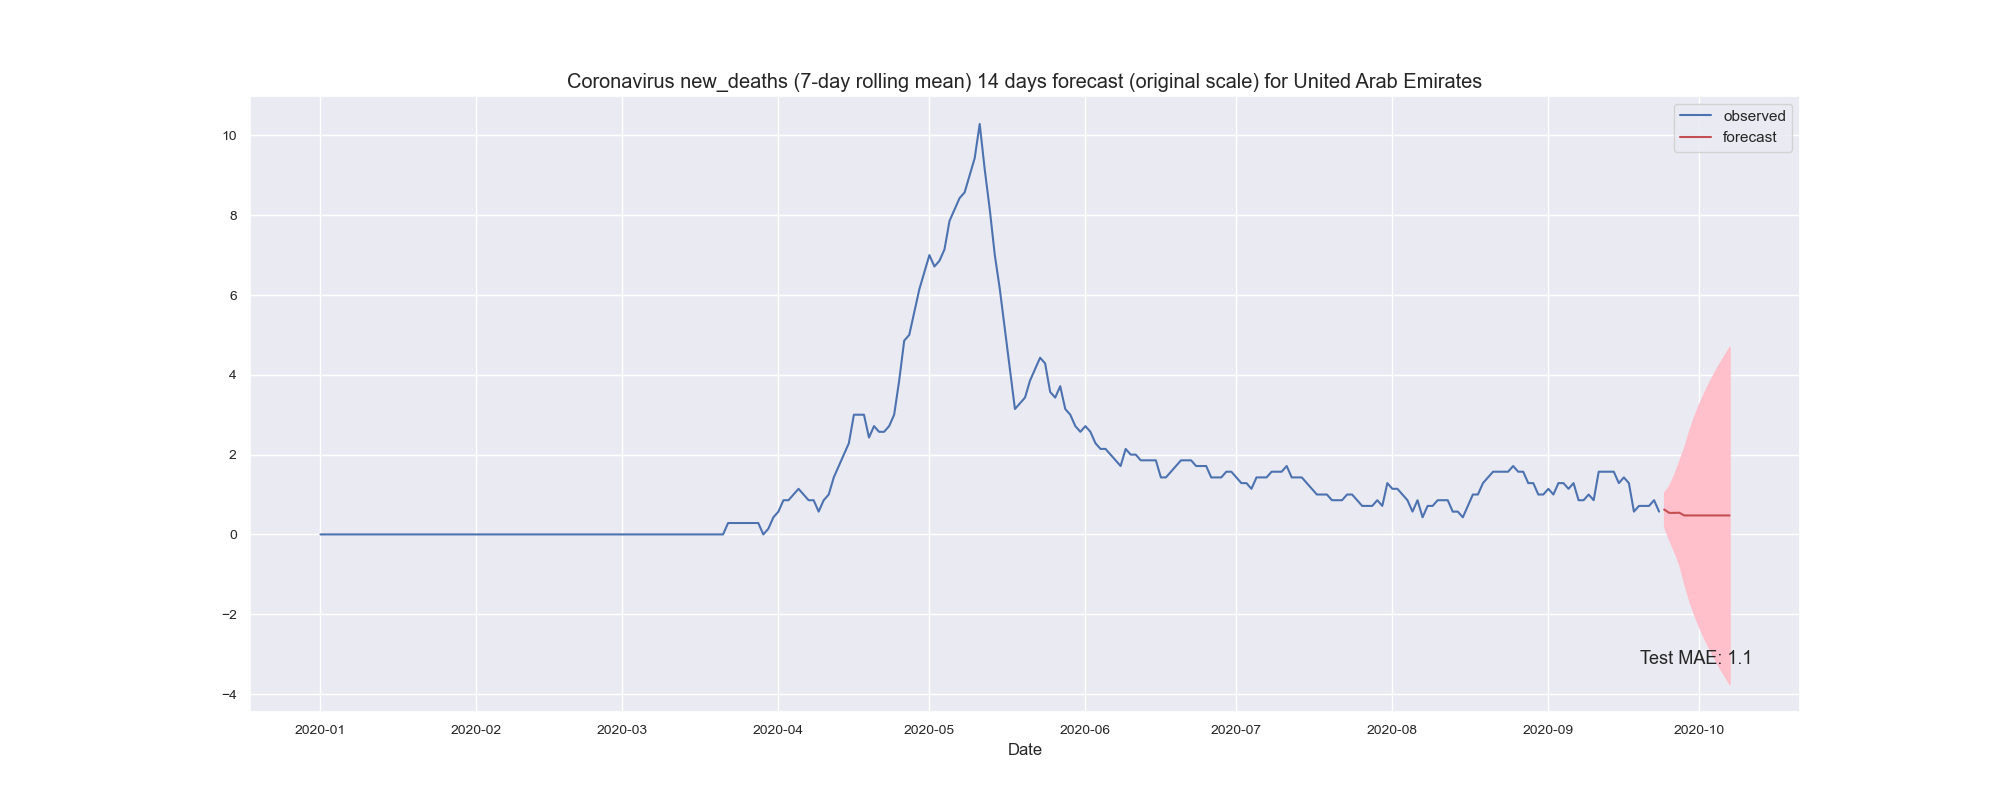 Coronavirus new_deaths (7-day rolling mean) 14 days forecast (original scale) for United Arab Emirates
observed
forecast
10
8
6
4
2
0
−2
−4
Test MAE: 1.1
2020-01 2020-02 2020-03 2020-04 2020-05 2020-06 2020-07 2020-08 2020-09 2020-10
Date